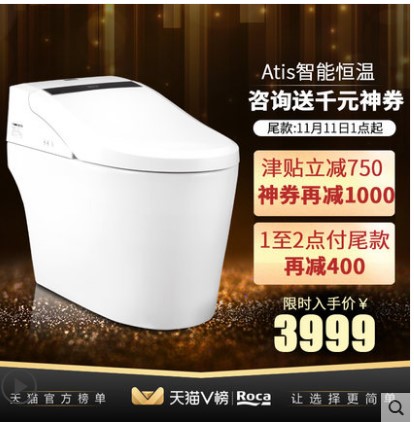 Atis智能恒温
咨询送千元神券
尾款:11月11日1点起
津贴立减750
神券再减1000
1至2点付尾款
再减400
限时入手价￥
3999
天猫官方榜单
天猫V榜 Roca
让选择更简单